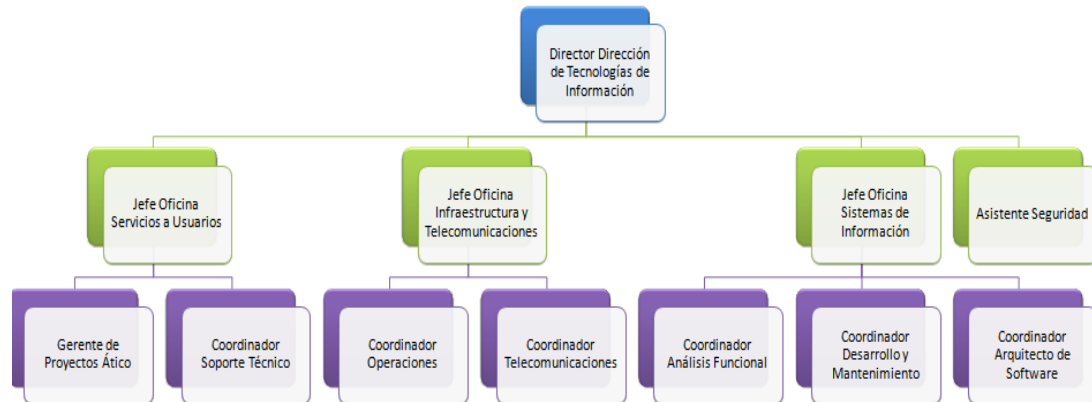 Director Dirección
de Tecnologías de
Información
Jefe Oficina
Servicios a Usuarios
Jefe Oficina
Infraestructura y
Telecomunicaciones
Jefe Oficina
Sistemas de
Información
Asistente Seguridad
Gerente de
Proyectos Ático
Coordinador
Soporte Técnico
Coordinador
Operaciones
Coordinador
Telecomunicaciones
Coordinador
Análisis Funcional
Coordinador
Desarrollo y
Mantenimiento
Coordinador
Arquitecto de
Software